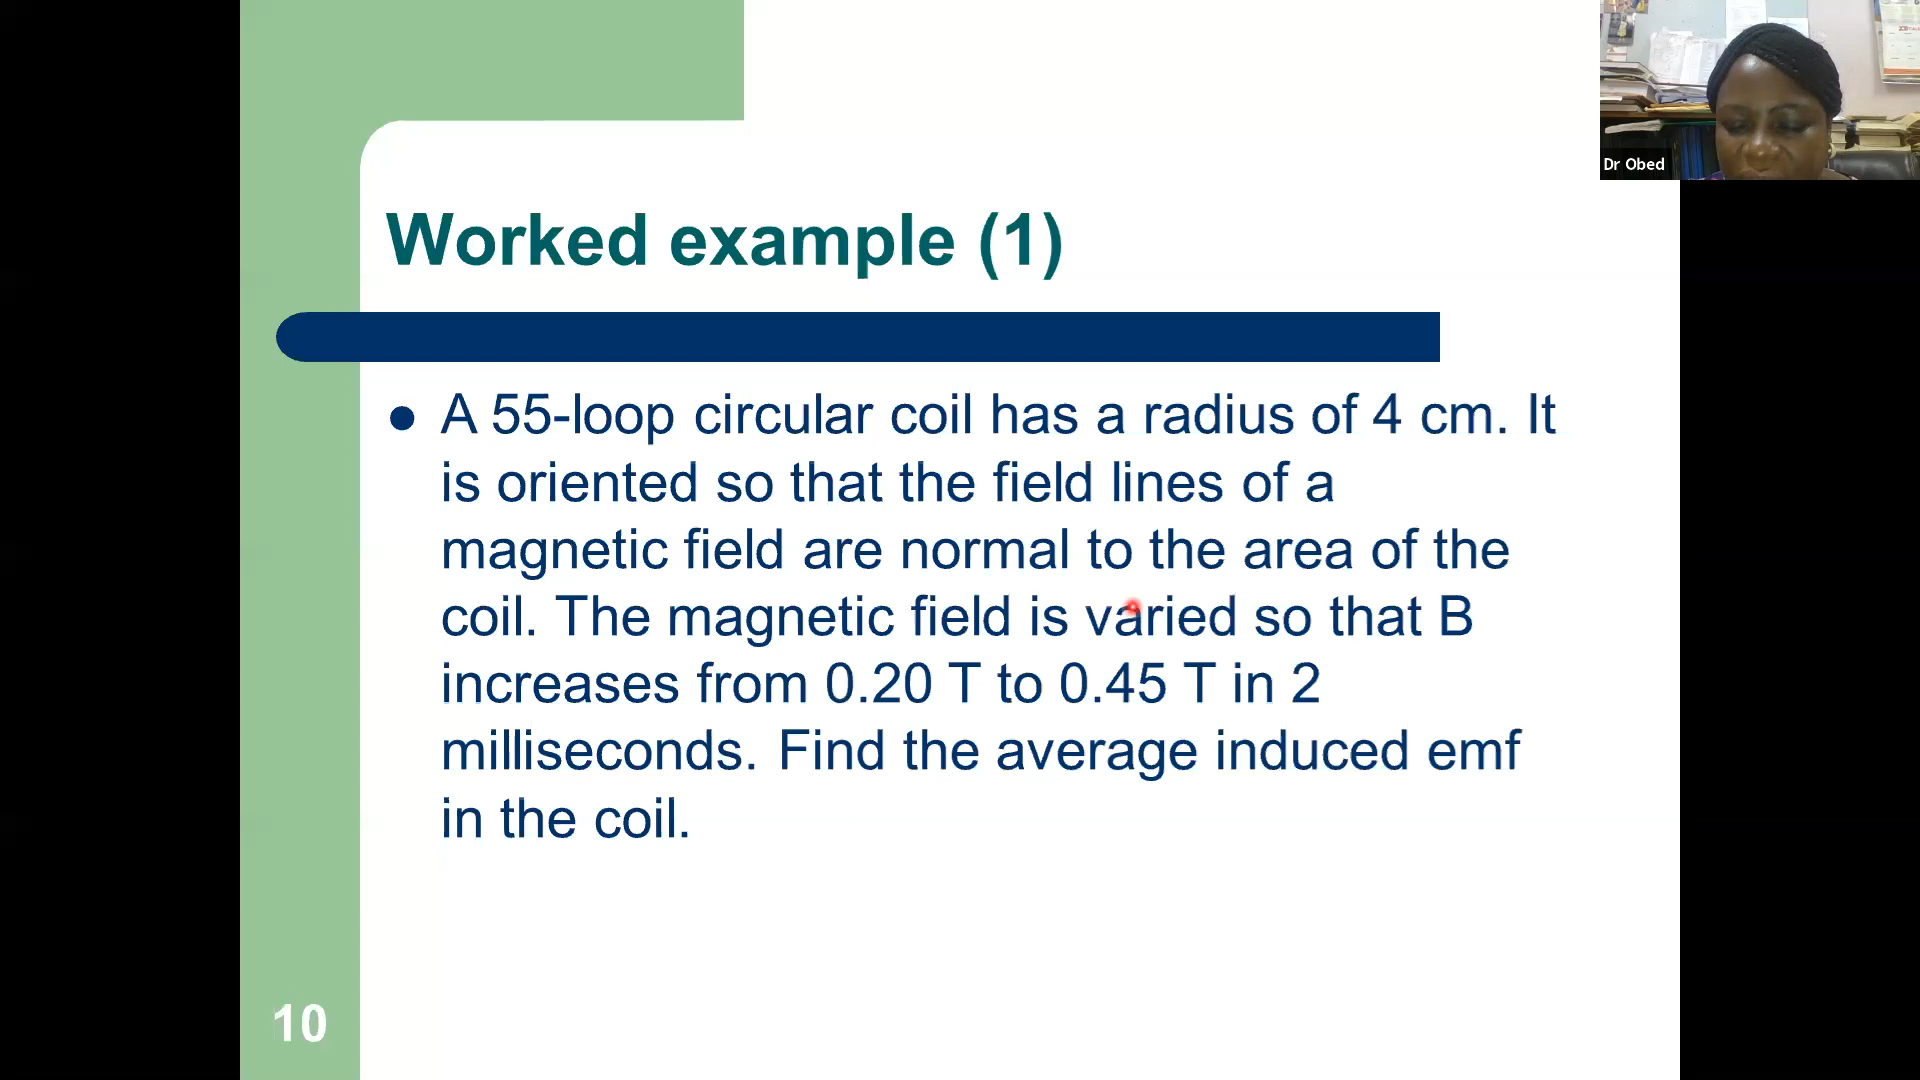 Dr Obed
Worked example (1)
● A 55-loop circular coil has a radius of 4 cm. It
is oriented so that the field lines of a
magnetic field are normal to the area of the
coil. The magnetic field is varied so that B
increases from 0.20 T to 0.45 T in 2
milliseconds. Find the average induced emf
in the coil.
10